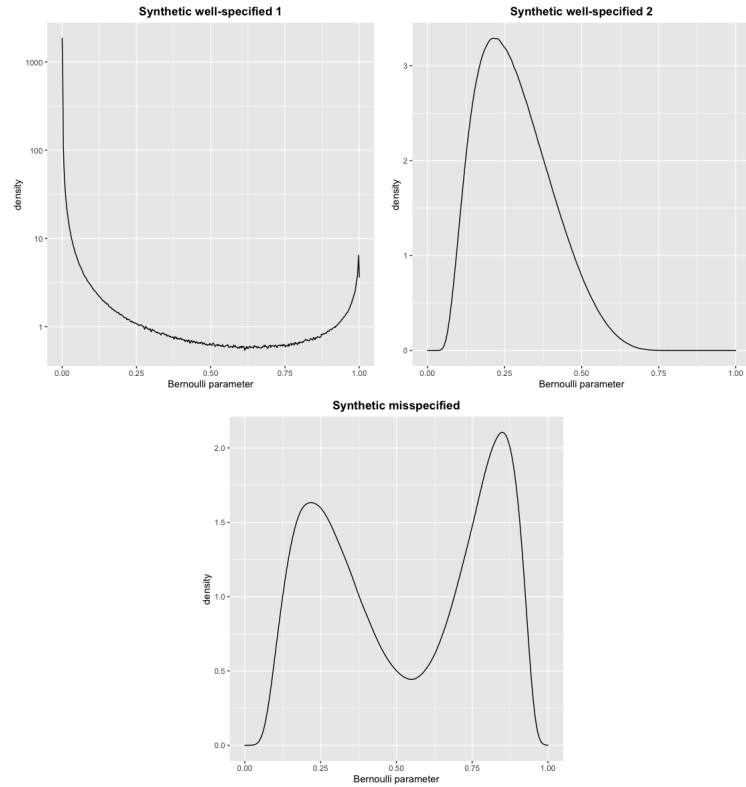 Synthetic well-specified 1
1000
100
10
1
density
0.00 0.25 0.50 0.75 1.00
Bernoulli parameter
Synthetic well-specified 2
3
2
1
0
density
0.00 0.25 0.50 0.75 1.00
Bernoulli parameter
Synthetic misspecified
2.0
1.5
1.0
0.5
0.0
density
0.00 0.25 0.50 0.75 1.00
Bernoulli parameter